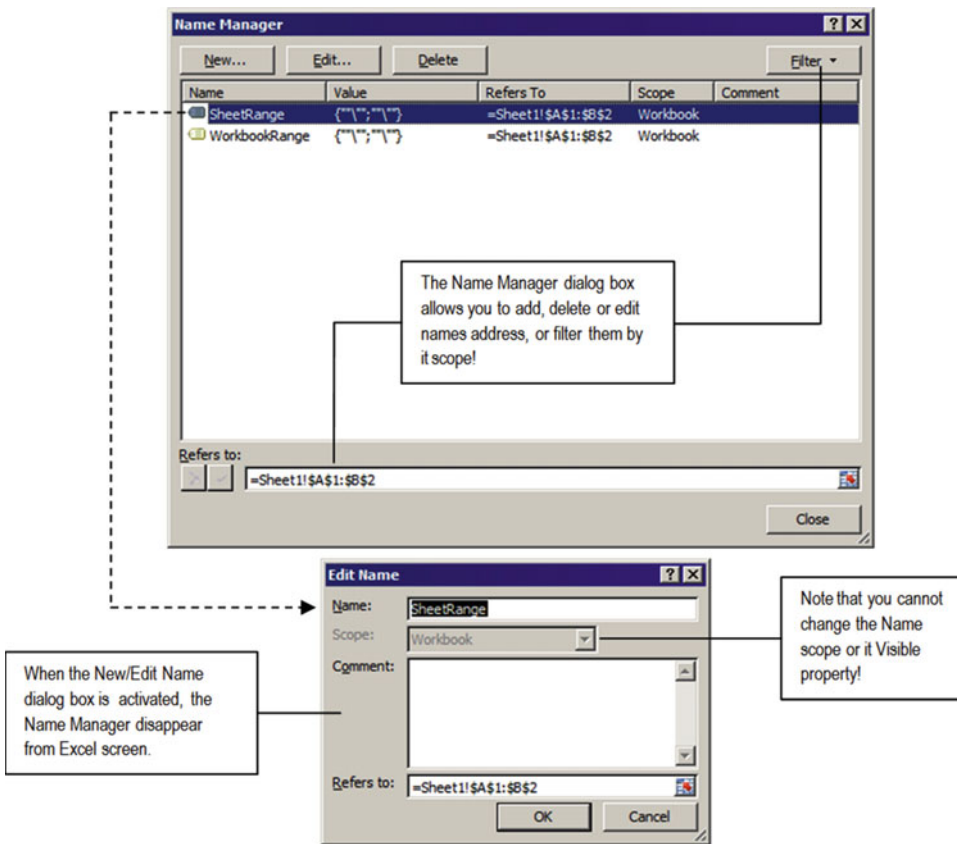 Name Manager
New... Edit... Delete Filter
Name Value Refers To Scope Comment
SheetRange {""\"";""\""} =Sheet1!$A$1:$B$2 Workbook
WorkbookRange {""\"";""\""} =Sheet1!$A$1:$B$2 Workbook
The Name Manager dialog box
allows you to add, delete or edit
names address, or filter them by
it scope!
Refers to:
=Sheet1!$A$1:$B$2
Close
Edit Name
Name: SheetRange
Scope: Workbook
Comment:
Refers to: =Sheet1!$A$1:$B$2
OK Cancel
Note that you cannot
change the Name
scope or it Visible
property!
When the New/Edit Name
dialog box is activated, the
Name Manager disappear
from Excel screen.